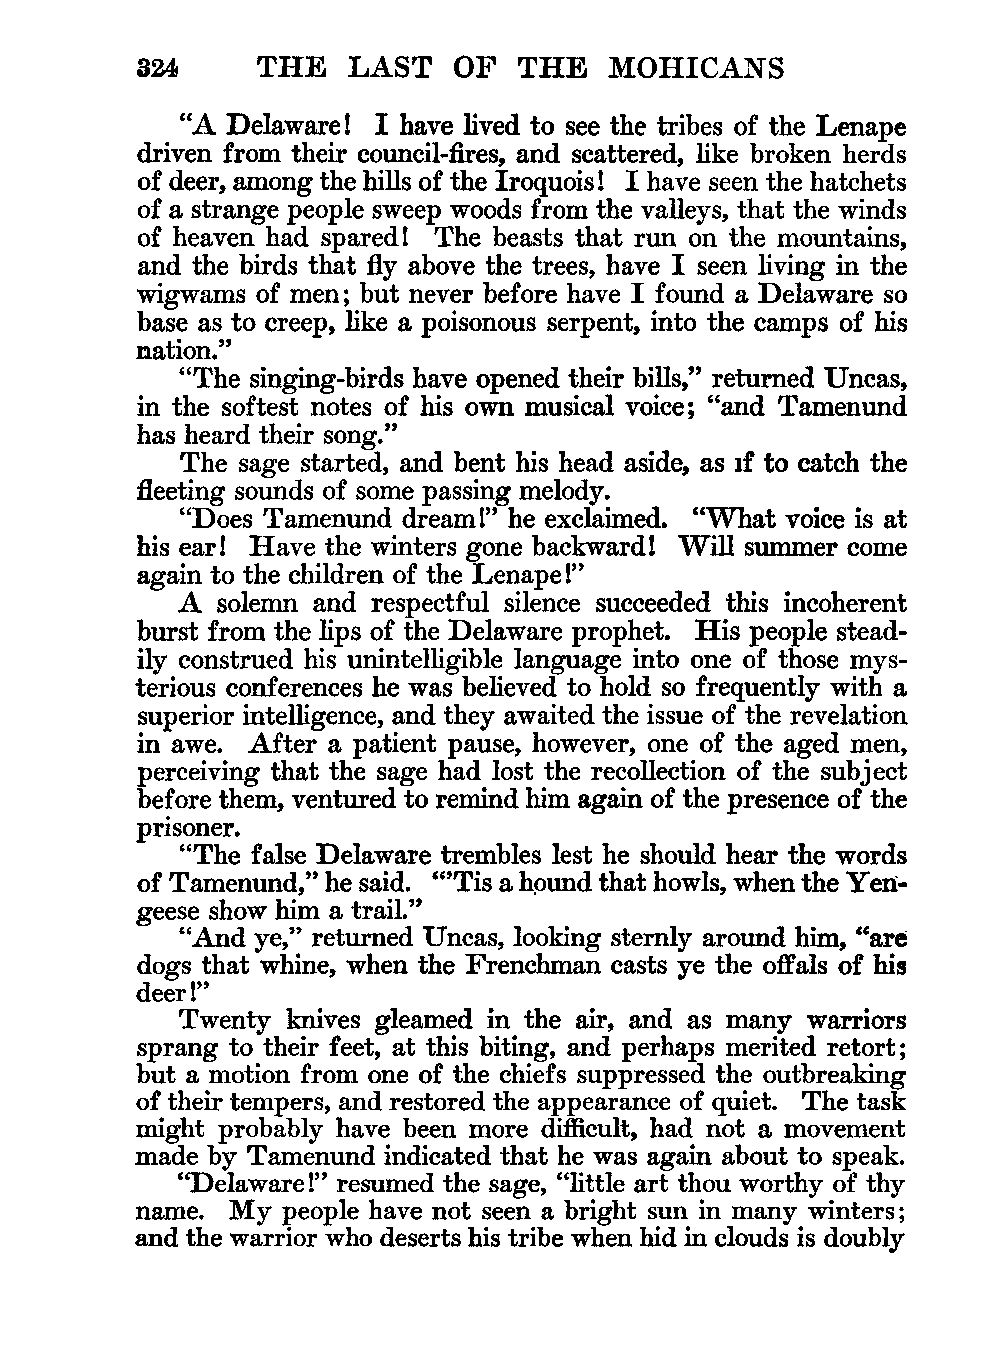 324 THE LAST OF THE MOHICANS
“A Delaware! I have lived to see the tribes of the Lenape
driven from their council-fires, and scattered, like broken herds
of deer, among the hills of the Iroquois! I have seen the hatchets
of a strange people sweep woods from the valleys, that the winds
of heaven had spared! The beasts that run on the mountains,
and the birds that fly above the trees, have I seen living in the
wigwams of men; but never before have I found a Delaware so
base as to creep, like a poisonous serpent, into the camps of his
nation.”
“The singing-birds have opened their bills,” returned Uncas,
in the softest notes of his own musical voice; “and Tamenund
has heard their song.”
The sage started, and bent his head aside, as if to catch the
fleeting sounds of some passing melody.
“Does Tamenund dream!” he exclaimed. “What voice is at
his ear! Have the winters gone backward! Will summer come
again to the children of the Lenape!”
A solemn and respectful silence succeeded this incoherent
burst from the lips of the Delaware prophet. His people stead-
ily construed his unintelligible language into one of those mys-
terious conferences he was believed to hold so frequently with a
superior intelligence, and they awaited the issue of the revelation
in awe. After a patient pause, however, one of the aged men,
perceiving that the sage had lost the recollection of the subject
before them, ventured to remind him again of the presence of the
prisoner.
“The false Delaware trembles lest he should hear the words
of Tamenund,” he said. “’Tis a hound that howls, when the Yen-
geese show him a trail.”
“And ye,” returned Uncas, looking sternly around him, “are
dogs that whine, when the Frenchman casts ye the offals of his
deer!”
Twenty knives gleamed in the air, and as many warriors
sprang to their feet, at this biting, and perhaps merited retort;
but a motion from one of the chiefs suppressed the outbreaking
of their tempers, and restored the appearance of quiet. The task
might probably have been more difficult, had not a movement
made by Tamenund indicated that he was again about to speak.
“Delaware!” resumed the sage, “little art thou worthy of thy
name. My people have not seen a bright sun in many winters;
and the warrior who deserts his tribe when hid in clouds is doubly